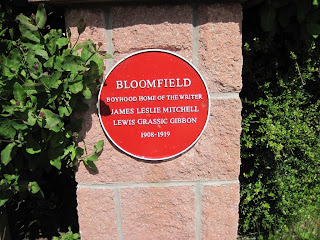 BLOOMFIELD
BOYHOOD HOME OF THE WRITER
JAMES LESLIE MITCHELL
LEWIS GRASSIC GIBBON
1908-1919